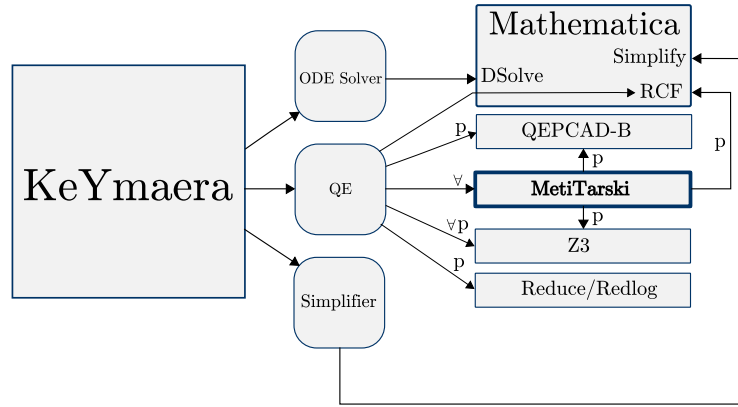 KeYmaera
ODE Solver
QE
Simplifier
Mathematica
Simplify
DSolve
RCF
p
QEPCAD-B
p
p
∀
MetiTarski
p
∀p
Z3
p
Reduce/Redlog